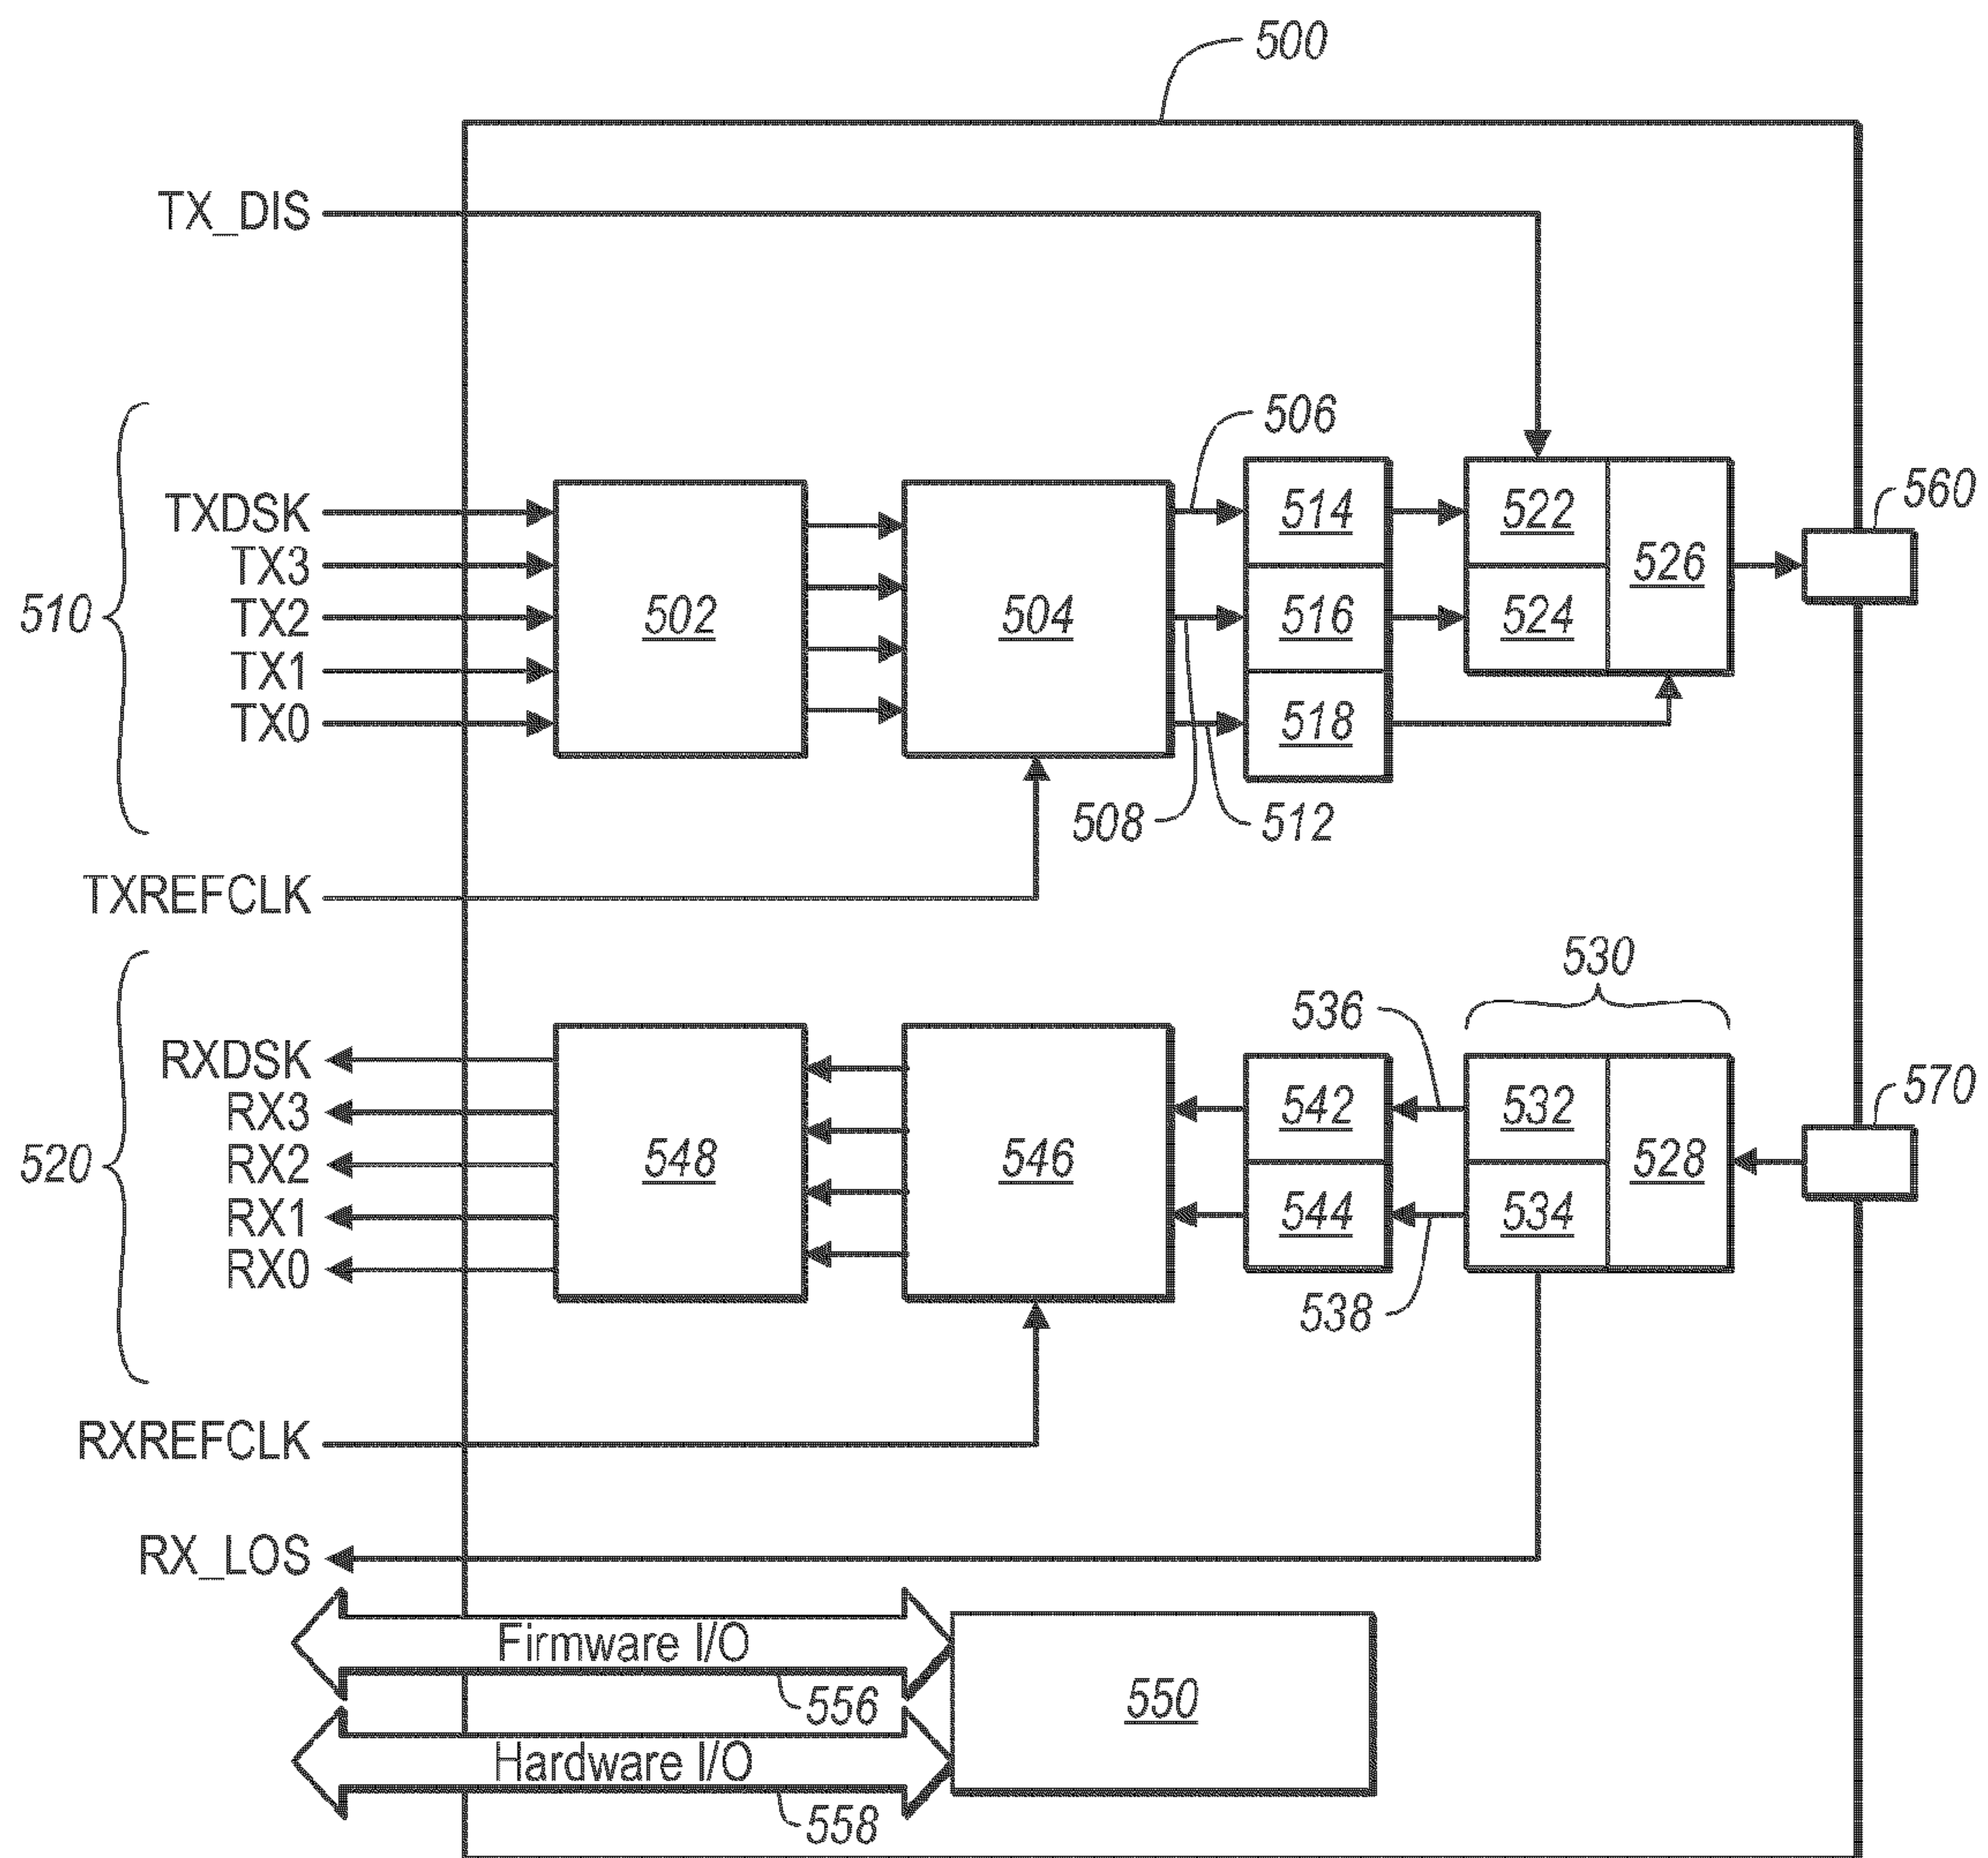 500
TX_DIS
506
514
522
560
TXDSK
TX3
526
510
TX2
502
504
516
524
TX1
TX0
518
508
512
TXREFCLK
530
536
RXDSK
542
532
570
RX3
520
RX2
548
546
528
RX1
544
534
RX0
538
RXREFCLK
RX_LOS
Firmware I/O
556
550
Hardware I/O
558